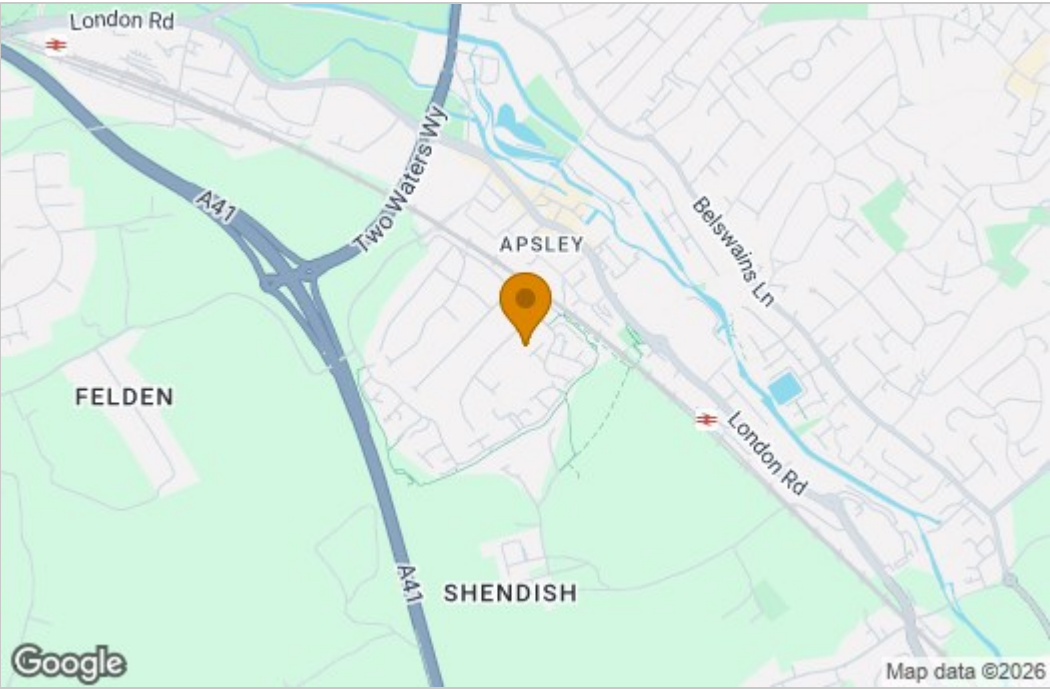 London Rd
Two Waters Wy
A41
Belswains Ln
APSLEY
FELDEN
London Rd
A41
SHENDISH
Google
Map data ©2026